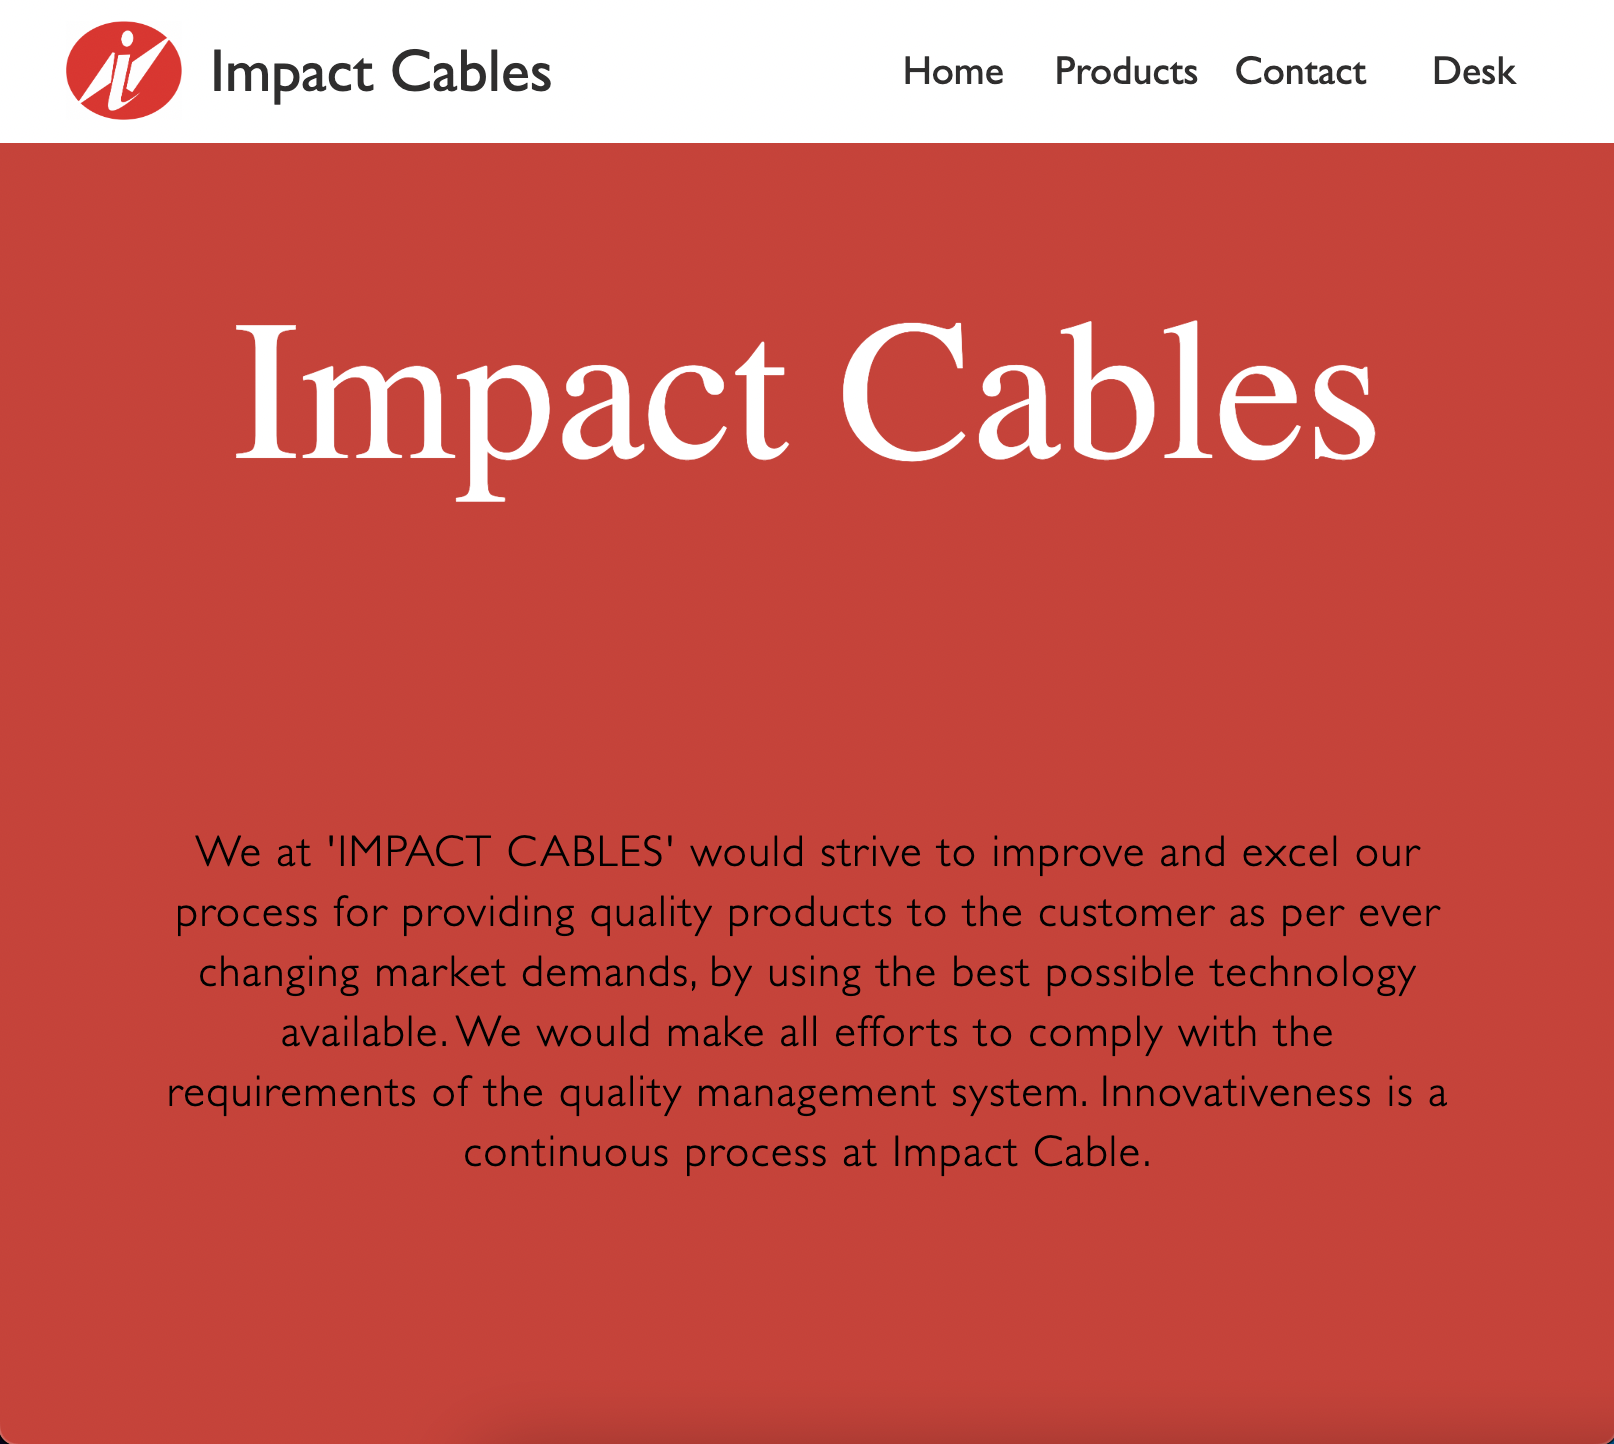 Impact Cables
Home Products Contact Desk
Impact Cables
We at 'IMPACT CABLES' would strive to improve and excel our
process for providing quality products to the customer as per ever
changing market demands, by using the best possible technology
available. We would make all efforts to comply with the
requirements of the quality management system. Innovativeness is a
continuous process at Impact Cable.